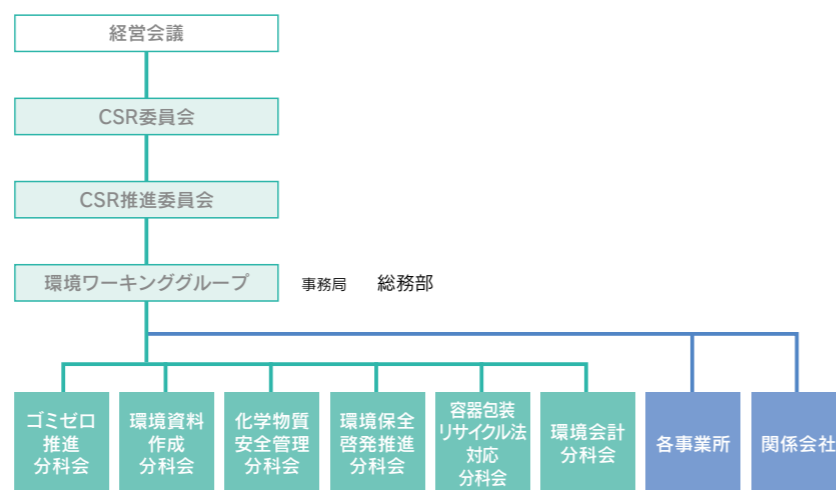 経営会議
CSR委員会
CSR推進委員会
環境ワーキンググループ
事務局 総務部
ゴミゼロ
推進
分科会
環境資料
作成
分科会
化学物質
安全管理
分科会
環境保全
啓発推進
分科会
容器包装
リサイクル法
対応
分科会
環境会計
分科会
各事業所
関係会社